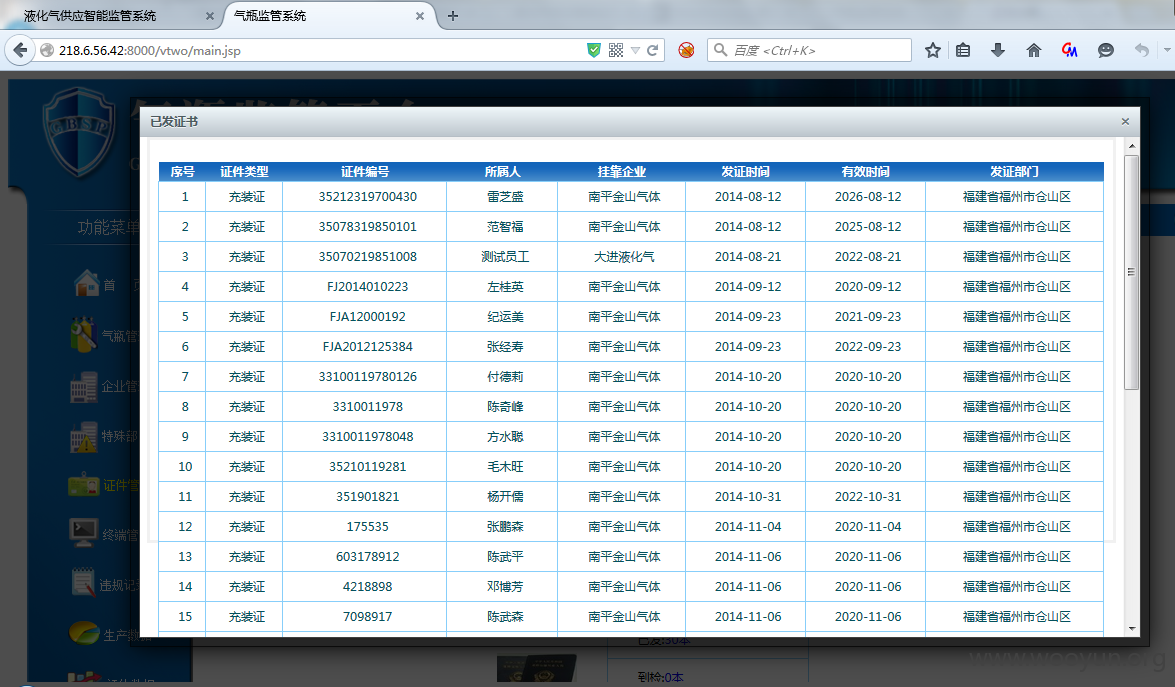 液化气供应智能监管系统 × 气瓶监管系统 × +
218.6.56.42:8000/vtwo/main.jsp 百度 <Ctrl+K>
GBSP
已发证书 ×
功能菜单
首
气瓶管
企业管
特殊部
证件管
终端管
违规记
生产数据
序号 证件类型 证件编号 所属人 挂靠企业 发证时间 有效时间 发证部门
1 充装证 35212319700430 雷芝盛 南平金山气体 2014-08-12 2026-08-12 福建省福州市仓山区
2 充装证 35078319850101 范智福 南平金山气体 2014-08-12 2025-08-12 福建省福州市仓山区
3 充装证 35070219851008 测试员工 大进液化气 2014-08-21 2022-08-21 福建省福州市仓山区
4 充装证 FJ2014010223 左桂英 南平金山气体 2014-09-12 2020-09-12 福建省福州市仓山区
5 充装证 FJA12000192 纪运美 南平金山气体 2014-09-23 2021-09-23 福建省福州市仓山区
6 充装证 FJA2012125384 张经寿 南平金山气体 2014-09-23 2022-09-23 福建省福州市仓山区
7 充装证 33100119780126 付德莉 南平金山气体 2014-10-20 2020-10-20 福建省福州市仓山区
8 充装证 3310011978 陈奇峰 南平金山气体 2014-10-20 2020-10-20 福建省福州市仓山区
9 充装证 3310011978048 方水聪 南平金山气体 2014-10-20 2020-10-20 福建省福州市仓山区
10 充装证 35210119281 毛木旺 南平金山气体 2014-10-20 2020-10-20 福建省福州市仓山区
11 充装证 351901821 杨开儒 南平金山气体 2014-10-31 2022-10-31 福建省福州市仓山区
12 充装证 175535 张鹏森 南平金山气体 2014-11-04 2020-11-04 福建省福州市仓山区
13 充装证 603178912 陈武平 南平金山气体 2014-11-06 2020-11-06 福建省福州市仓山区
14 充装证 4218898 邓博芳 南平金山气体 2014-11-06 2020-11-06 福建省福州市仓山区
15 充装证 7098917 陈武森 南平金山气体 2014-11-06 2020-11-06 福建省福州市仓山区
到检:0本
www.wooyun.org